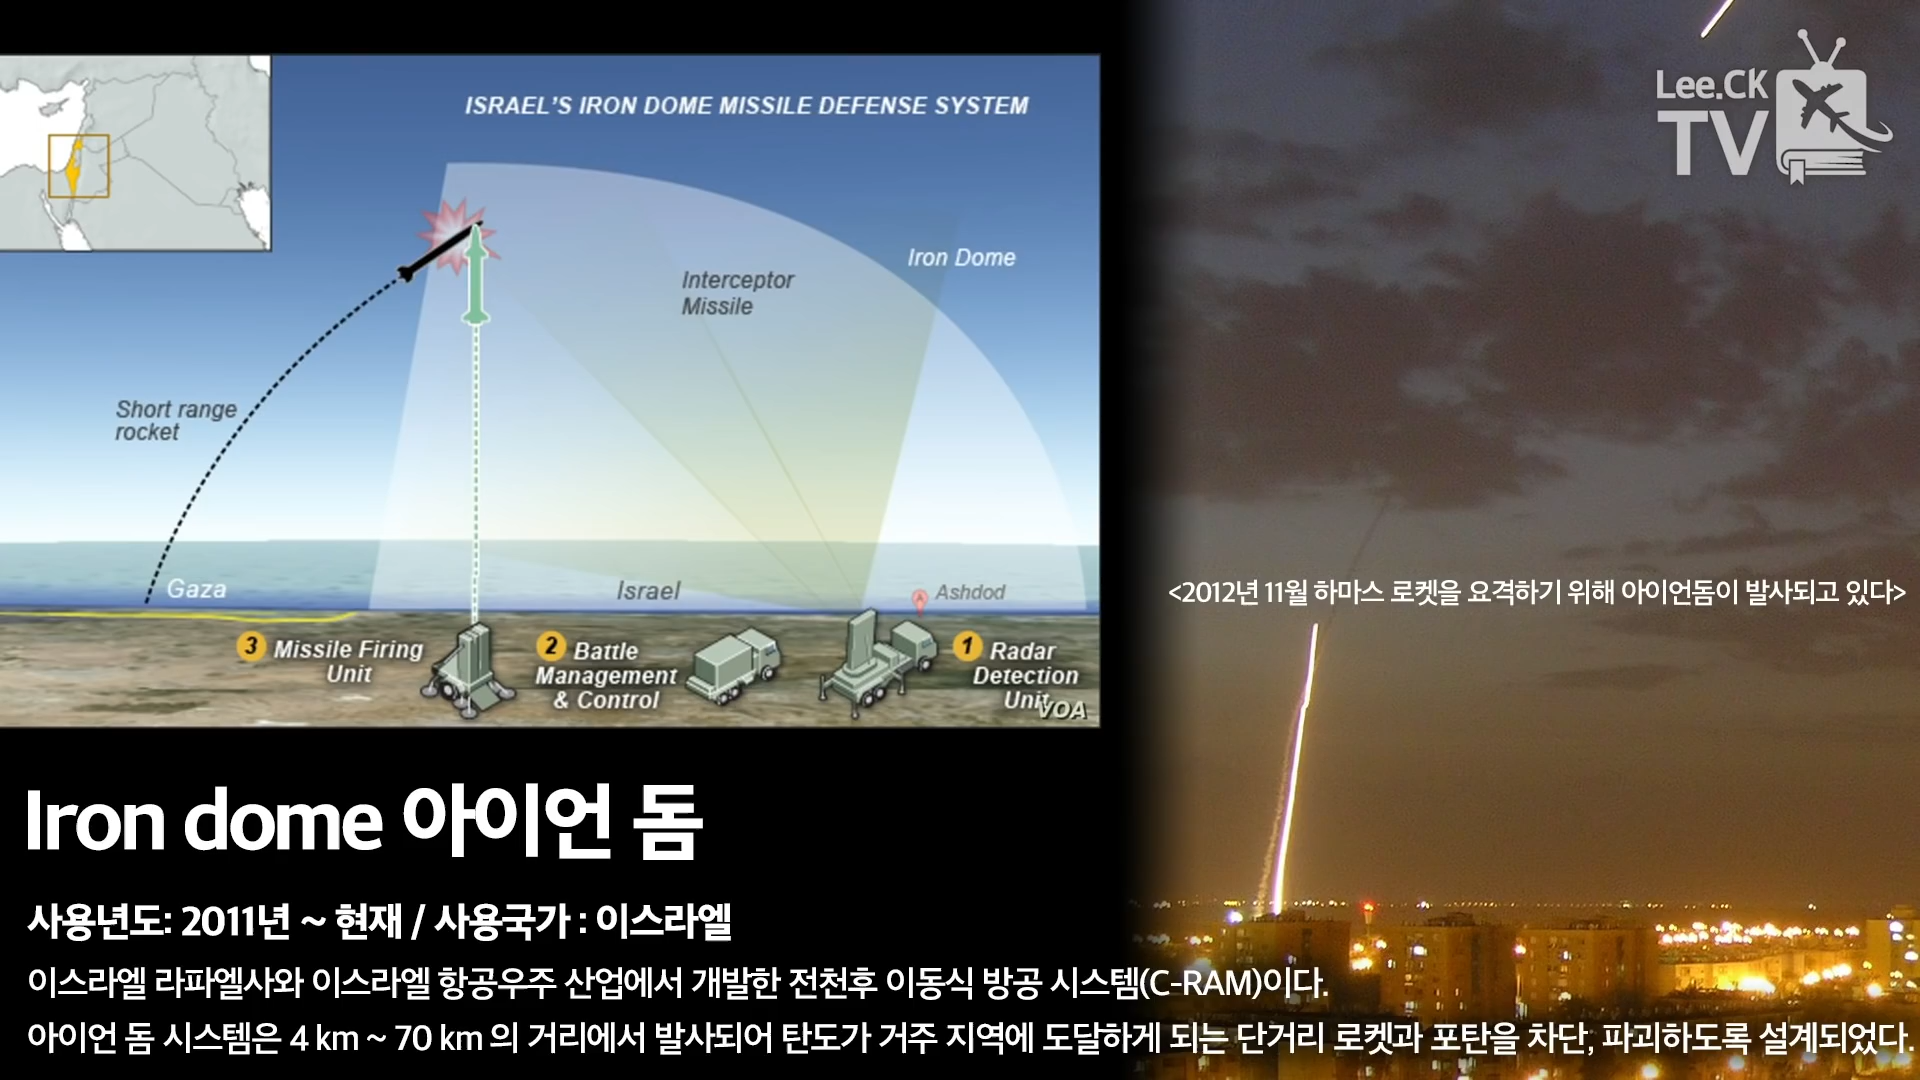 ISRAEL'S IRON DOME MISSILE DEFENSE SYSTEM
Lee.CK
TV
Iron Dome
Interceptor
Missile
Short range
rocket
Gaza
Israel
Ashdod
A
3 Missile Firing
Unit
2 Battle
Management
& Control
1 Radar
Detection
Unit
VOA
<2012년 11월 하마스 로켓을 요격하기 위해 아이언돔이 발사되고 있다>
Iron dome 아이언 돔
사용년도: 2011년 ~ 현재 / 사용국가 : 이스라엘
이스라엘 라파엘사와 이스라엘 항공우주 산업에서 개발한 전천후 이동식 방공 시스템(C-RAM)이다.
아이언 돔 시스템은 4 km ~ 70 km 의 거리에서 발사되어 탄도가 거주 지역에 도달하게 되는 단거리 로켓과 포탄을 차단, 파괴하도록 설계되었다.